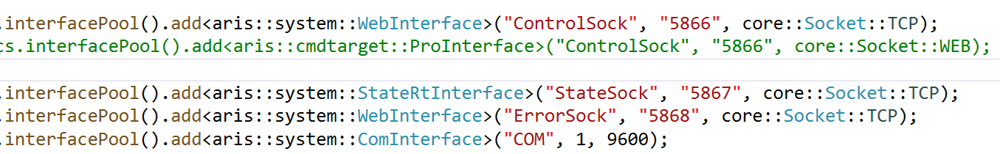 .interfacePool().add<aris::system::WebInterface>("ControlSock", "5866", core::Socket::TCP);
cs.interfacePool().add<aris::cmdtarget::ProInterface>("ControlSock", "5866", core::Socket::WEB);
.interfacePool().add<aris::system::StateRtInterface>("StateSock", "5867", core::Socket::TCP);
.interfacePool().add<aris::system::WebInterface>("ErrorSock", "5868", core::Socket::TCP);
.interfacePool().add<aris::system::ComInterface>("COM", 1, 9600);